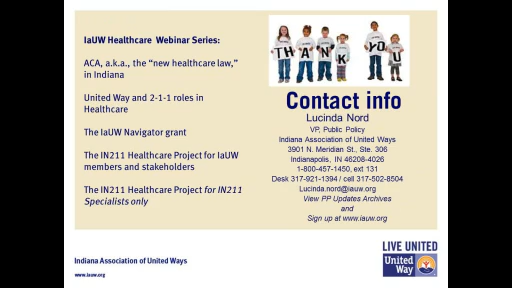 IaUW Healthcare Webinar Series:
ACA, a.k.a., the “new healthcare law,”
in Indiana
United Way and 2-1-1 roles in
Healthcare
The IaUW Navigator grant
The IN211 Healthcare Project for IaUW
members and stakeholders
The IN211 Healthcare Project for IN211
Specialists only
THANK YOU
Contact info
Lucinda Nord
VP, Public Policy
Indiana Association of United Ways
3901 N. Meridian St., Ste. 306
Indianapolis, IN 46208-4026
1-800-457-1450, ext 131
Desk 317-921-1394 / cell 317-502-8504
Lucinda.nord@iauw.org
View PP Updates Archives
and
Sign up at www.iauw.org
Indiana Association of United Ways
www.iauw.org
LIVE UNITED
United
Way